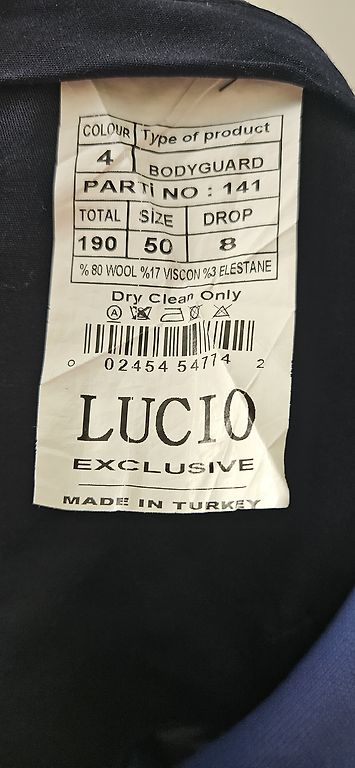 COLOUR Type of product
4 BODYGUARD
PARTİ NO : 141
TOTAL SIZE DROP
190 50 8
% 80 WOOL %17 VISCON %3 ELESTANE
Dry Clean Only
A
0 02454 54774 2
LUCIO
EXCLUSIVE
MADE IN TURKEY